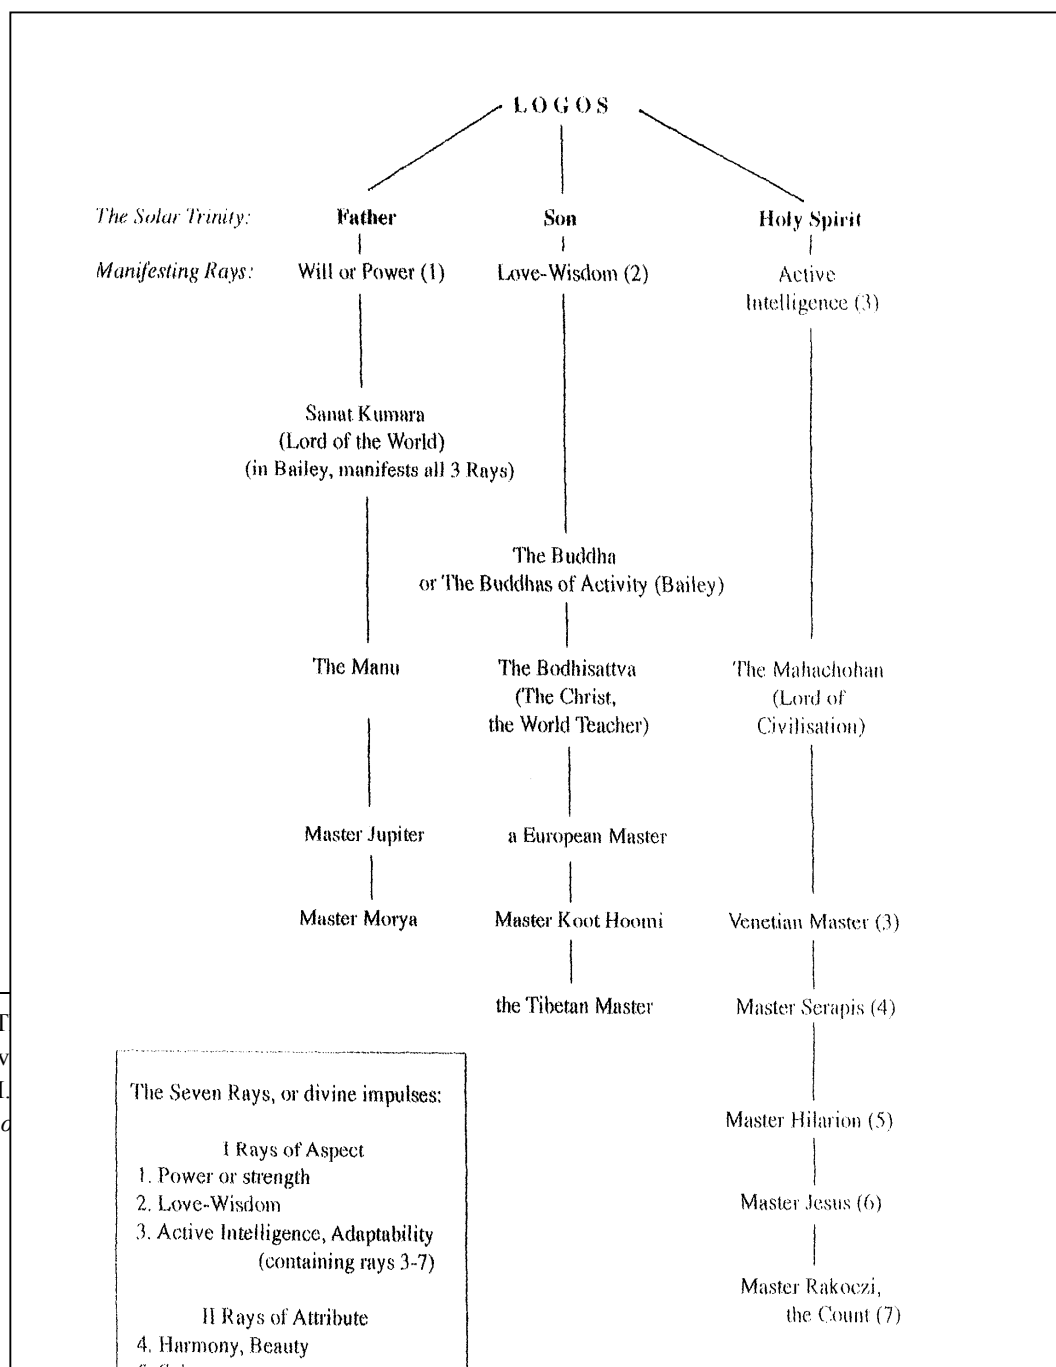 LOGOS
The Solar Trinity: Father Son Holy Spirit
Manifesting Rays: Will or Power (1) Love-Wisdom (2) Active
Intelligence (3)
Sanat Kumara
(Lord of the World)
(in Bailey, manifests all 3 Rays)
The Buddha
or The Buddhas of Activity (Bailey)
The Manu The Bodhisattva The Mahachohan
(The Christ, (Lord of
the World Teacher) Civilisation)
Master Jupiter a European Master
Master Morya Master Koot Hoomi Venetian Master (3)
the Tibetan Master Master Serapis (4)
The Seven Rays, or divine impulses:
I Rays of Aspect
1. Power or strength
2. Love-Wisdom
3. Active Intelligence, Adaptability
(containing rays 3-7)
II Rays of Attribute
4. Harmony, Beauty
Master Hilarion (5)
Master Jesus (6)
Master Rakoczi,
the Count (7)